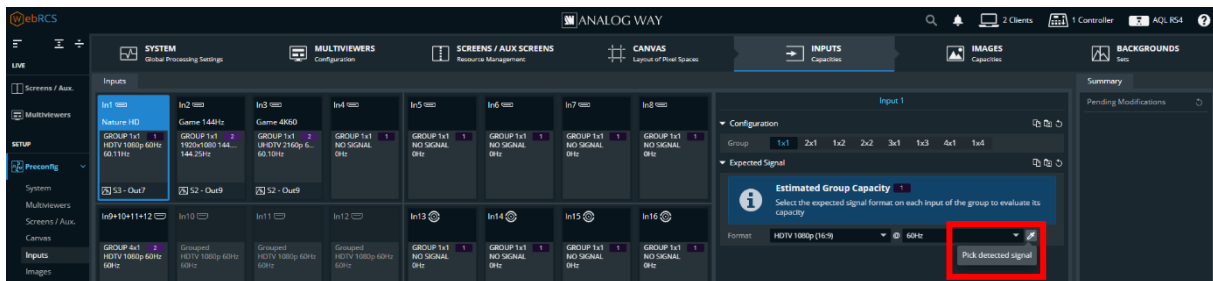 WebRCS
ANALOG WAY
2 Clients
1 Controller
AQL RS4
?
LIVE
Screens / Aux.
Multiviewers
SETUP
Preconfig
System
Multiviewers
Screens / Aux.
Canvas
Inputs
Images
SYSTEM
Global Processing Settings
MULTIVIEWERS
Configuration
SCREENS / AUX SCREENS
Resource Management
CANVAS
Layout of Pixel Spaces
INPUTS
Capacities
IMAGES
Capacities
BACKGROUNDS
Sets
Inputs
In1
Nature HD
GROUP 1x1 1
HDTV 1080p 60Hz
60.11Hz
S3 - Out7
In2
Game 144Hz
GROUP 1x1 2
1920x1080 144....
144.25Hz
S2 - Out9
In3
Game 4K60
GROUP 1x1 2
UHDTV 2160p 6...
60.10Hz
S2 - Out9
In4
GROUP 1x1 1
NO SIGNAL
0Hz
In5
GROUP 1x1 1
NO SIGNAL
0Hz
In6
GROUP 1x1 1
NO SIGNAL
0Hz
In7
GROUP 1x1 1
NO SIGNAL
0Hz
In8
GROUP 1x1 1
NO SIGNAL
0Hz
In9+10+11+12
GROUP 4x1 2
HDTV 1080p 60Hz
60Hz
In10
Grouped
HDTV 1080p 60Hz
60Hz
In11
Grouped
HDTV 1080p 60Hz
60Hz
In12
Grouped
HDTV 1080p 60Hz
60Hz
In13
GROUP 1x1 1
NO SIGNAL
0Hz
In14
GROUP 1x1 1
NO SIGNAL
0Hz
In15
GROUP 1x1 1
NO SIGNAL
0Hz
In16
GROUP 1x1 1
NO SIGNAL
0Hz
Input 1
Configuration
Group 1x1 2x1 1x2 2x2 3x1 1x3 4x1 1x4
Expected Signal
Estimated Group Capacity 1
Select the expected signal format on each input of the group to evaluate its
capacity
Format HDTV 1080p (16:9) @ 60Hz
Pick detected signal
Summary
Pending Modifications